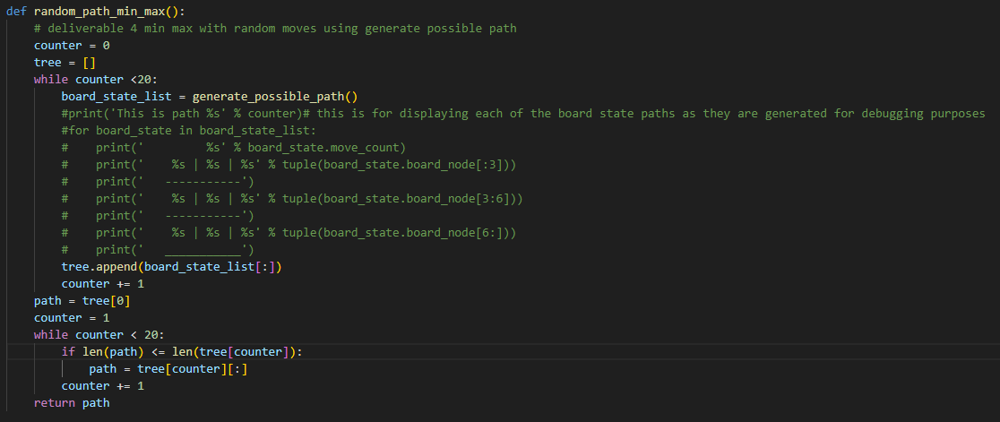 def random_path_min_max():
    # deliverable 4 min max with random moves using generate possible path
    counter = 0
    tree = []
    while counter <20:
        board_state_list = generate_possible_path()
        #print('This is path %s' % counter)# this is for displaying each of the board state paths as they are generated for debugging purposes
        #for board_state in board_state_list:
        #    print('         %s' % board_state.move_count)
        #    print('    %s | %s | %s' % tuple(board_state.board_node[:3]))
        #    print('   -----------')
        #    print('    %s | %s | %s' % tuple(board_state.board_node[3:6]))
        #    print('   -----------')
        #    print('    %s | %s | %s' % tuple(board_state.board_node[6:]))
        #    print('   ___________')
        tree.append(board_state_list[:])
        counter += 1
    path = tree[0]
    counter = 1
    while counter < 20:
        if len(path) <= len(tree[counter]):
            path = tree[counter][:]
        counter += 1
    return path